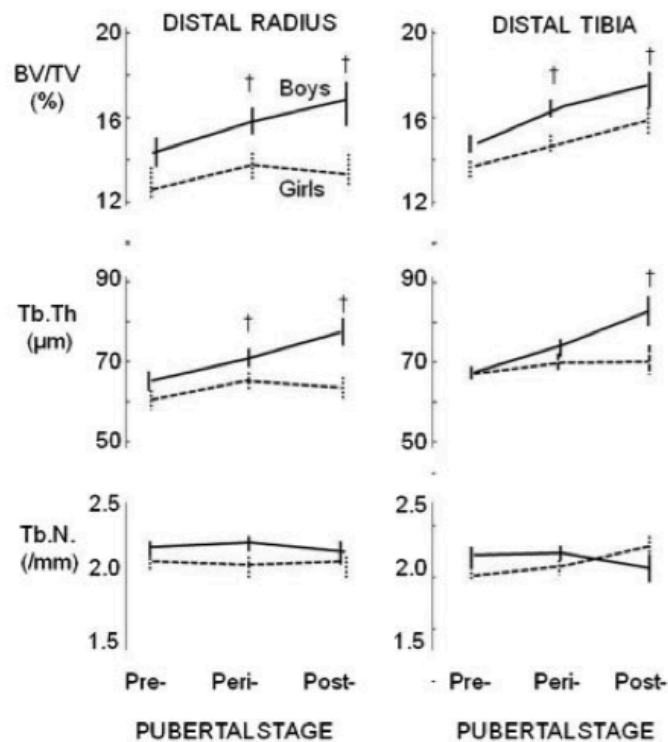 DISTAL RADIUS
DISTAL TIBIA
BV/TV
(%)
20
18
16
14
12
†
†
Boys
Girls
20
16
12
†
†
Tb.Th
(µm)
90
70
50
†
†
90
70
50
†
Tb.N.
(/mm)
2.5
2.0
1.5
2.5
2.0
1.5
Pre-
Peri-
Post-
Pre-
Peri-
Post-
PUBERTALSTAGE
PUBERTALSTAGE